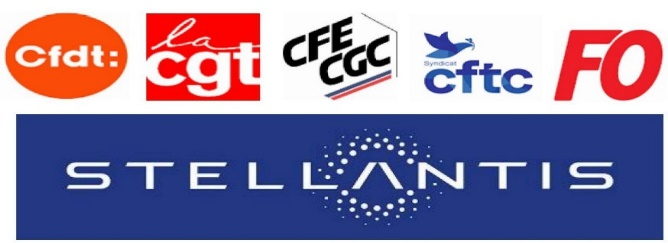 Cfdt:
la
cgt
CFE
CGC
Syndicat
cftc
FO
STELLANTIS